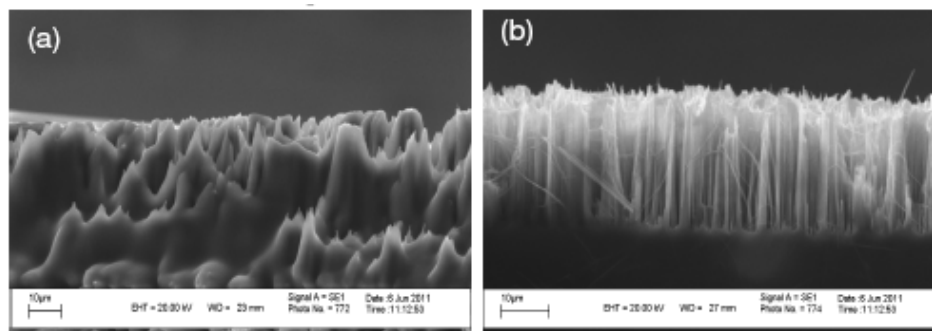 (a)
10µm
EHT = 20.00 kV
WD = 23 mm
Signal A = SE1
Photo No. = 772
Date :6 Jun 2011
Time :11:12:53
(b)
10µm
EHT = 20.00 kV
WD = 27 mm
Signal A = SE1
Photo No. = 774
Date :6 Jun 2011
Time :11:12:53